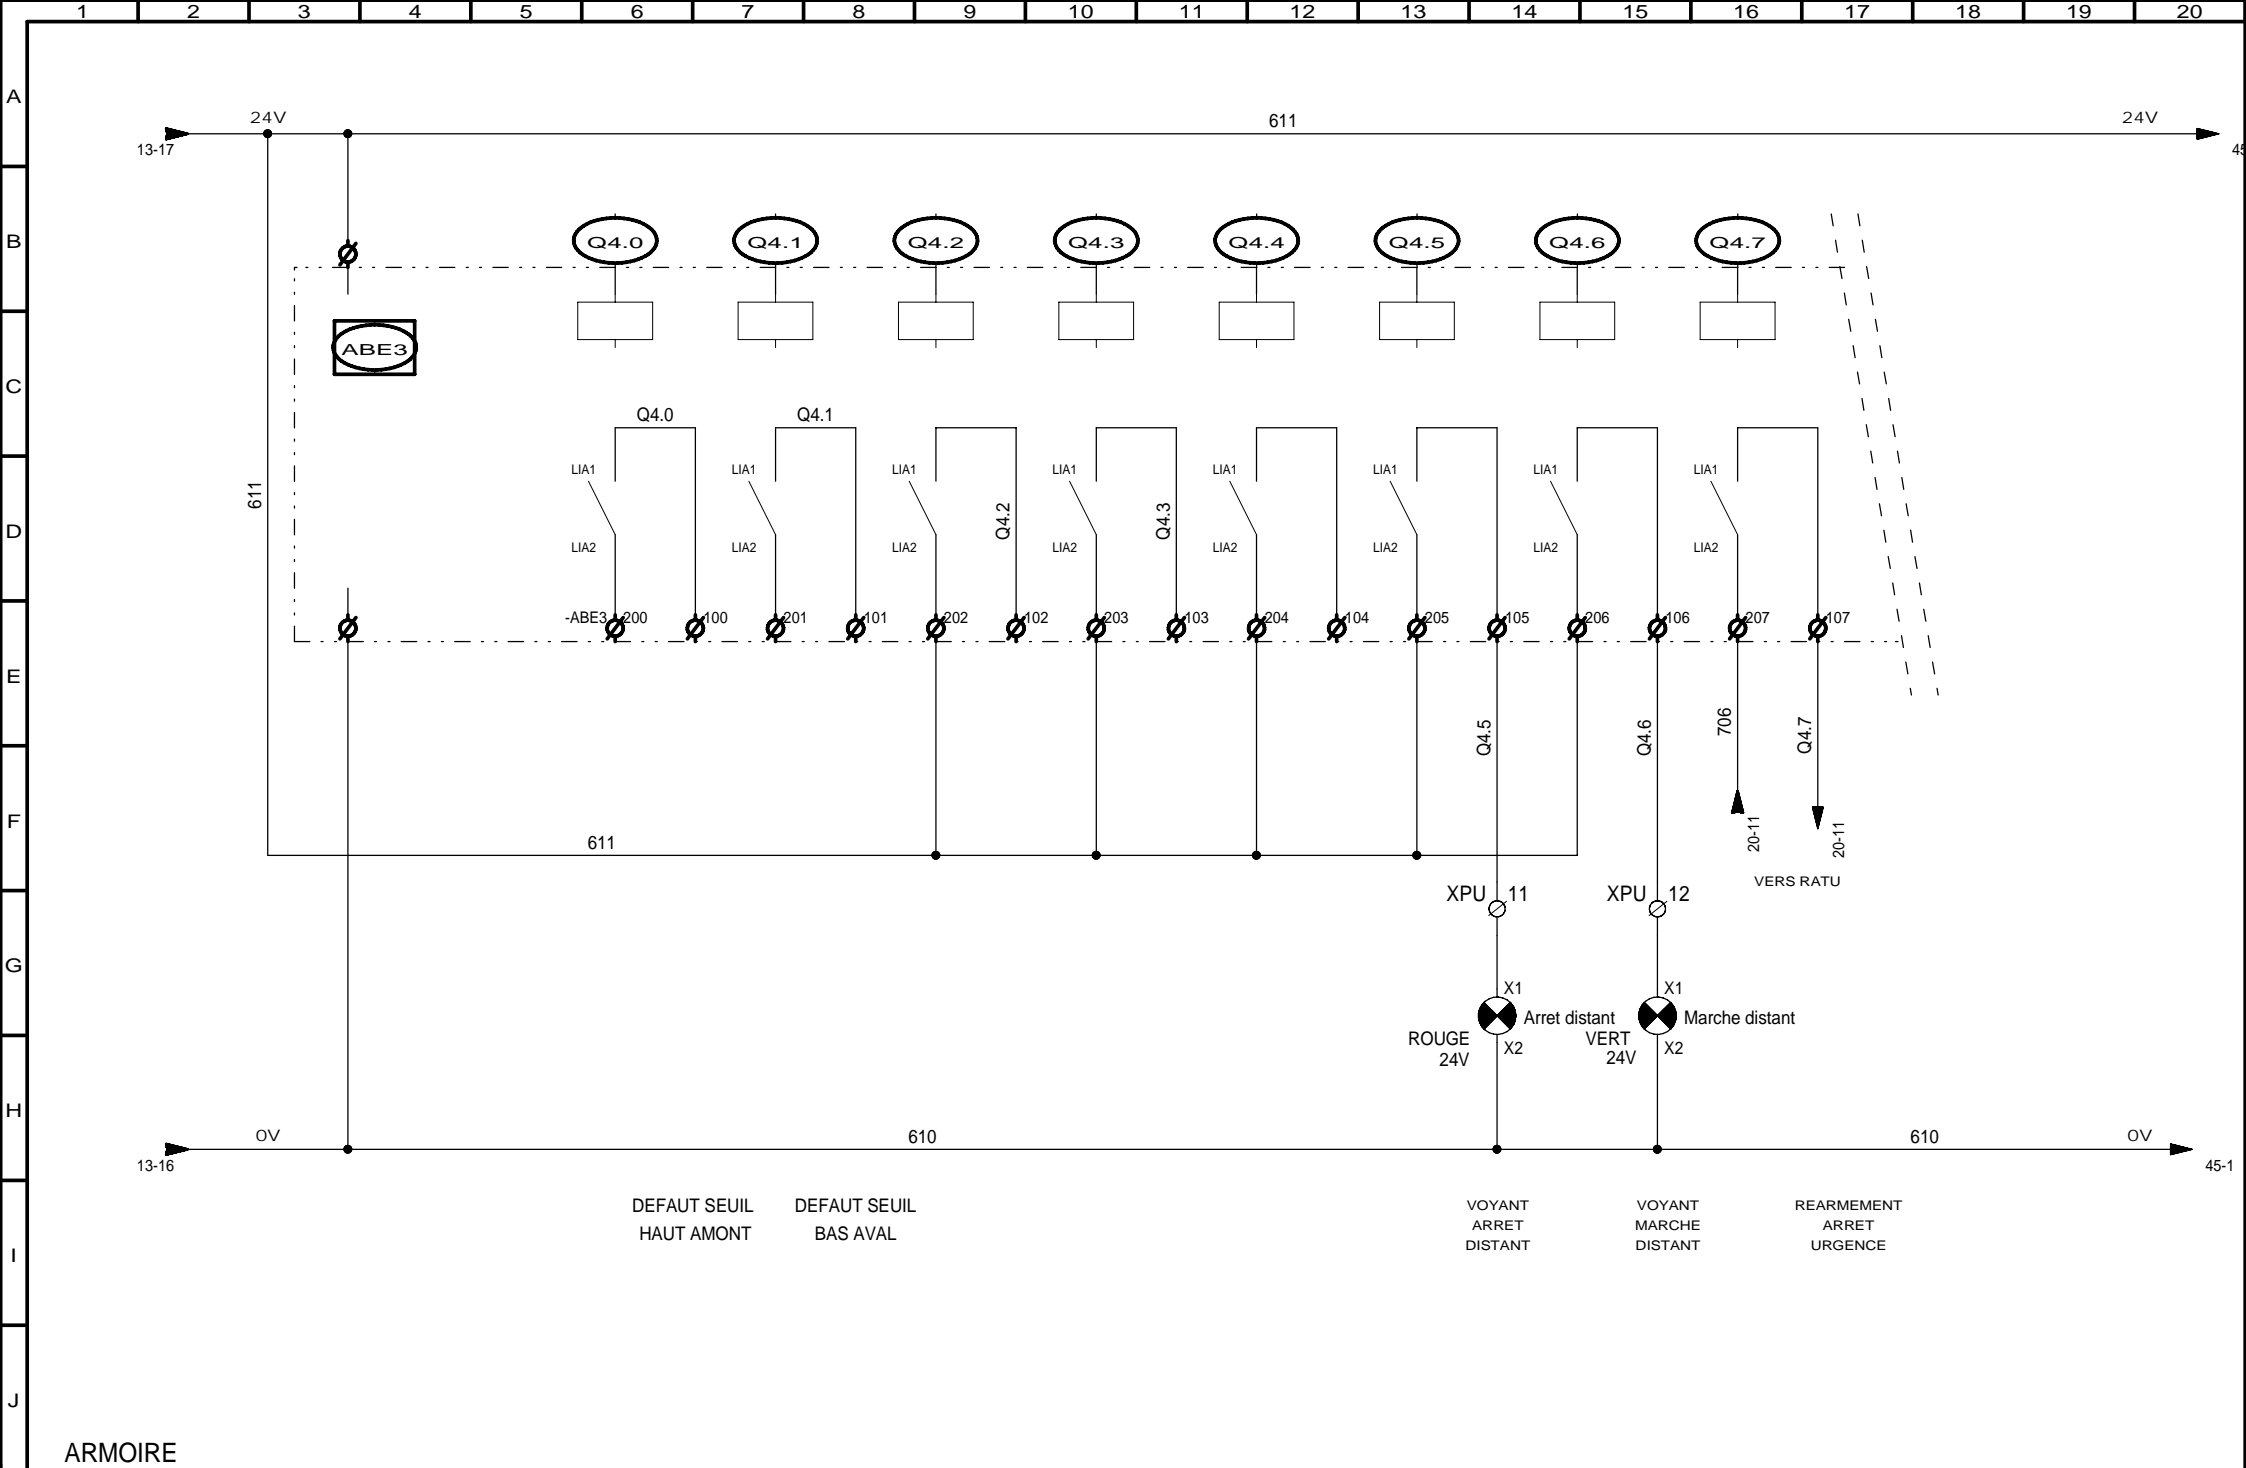 1 2 3 4 5 6 7 8 9 10 11 12 13 14 15 16 17 18 19 20
A
24V 611 24V
13-17 45
B
Q4.0 Q4.1 Q4.2 Q4.3 Q4.4 Q4.5 Q4.6 Q4.7
ABE3
C
Q4.0 Q4.1
LIA1 LIA1 LIA1 LIA1 LIA1 LIA1 LIA1 LIA1
611 Q4.2 Q4.3
D
LIA2 LIA2 LIA2 LIA2 LIA2 LIA2 LIA2 LIA2
-ABE3 200 100 201 101 202 102 203 103 204 104 205 105 206 106 207 107
E
Q4.5 Q4.6 706 Q4.7
F
20-11 20-11
611
VERS RATU
XPU 11 XPU 12
G
X1 X1
Arret distant Marche distant
ROUGE VERT
24V X2 24V X2
H
0V 610 610 0V
13-16 45-1
DEFAUT SEUIL DEFAUT SEUIL VOYANT VOYANT REARMEMENT
HAUT AMONT BAS AVAL ARRET MARCHE ARRET
DISTANT DISTANT URGENCE
I
J
ARMOIRE